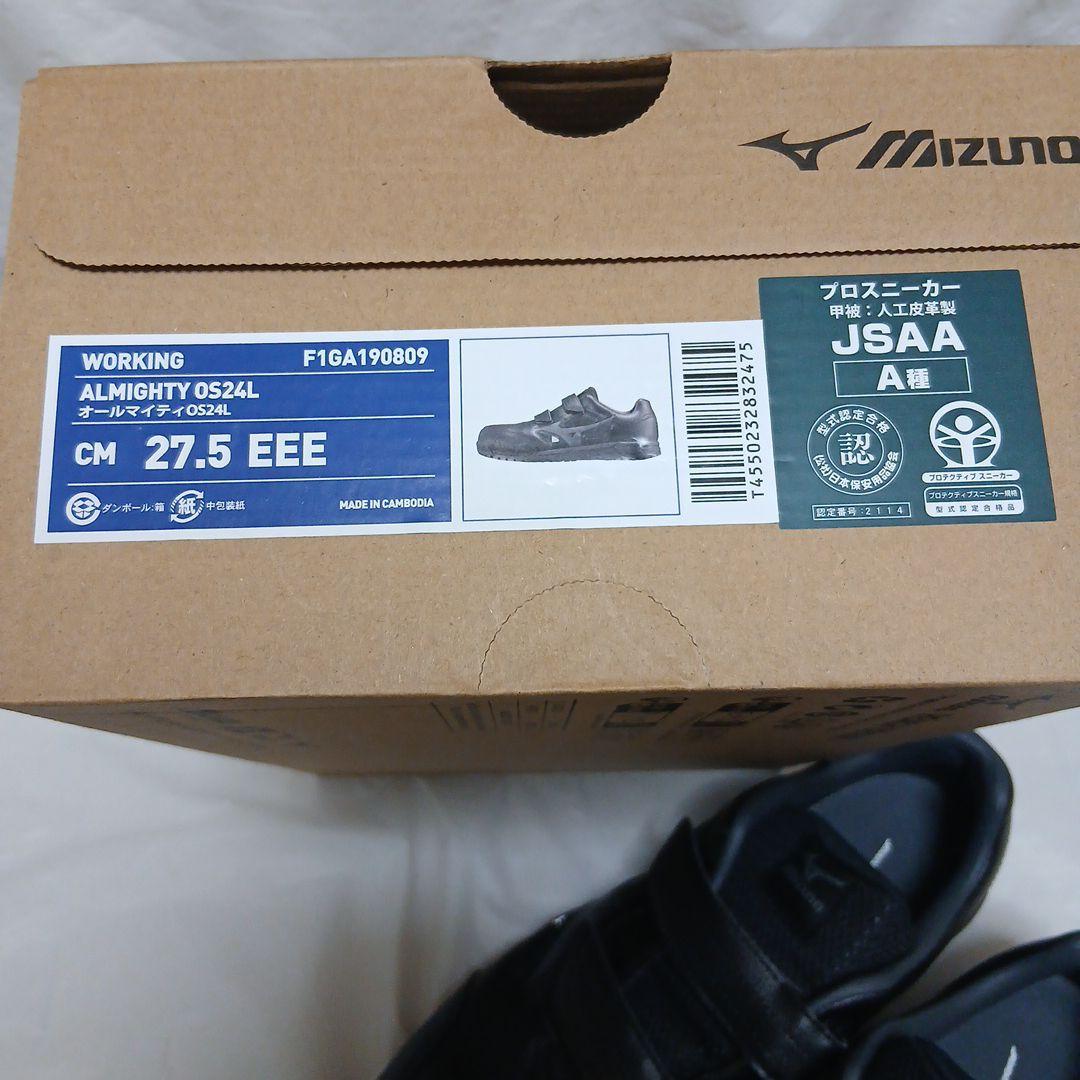 MIZUNO
WORKING F1GA190809
ALMIGHTY OS24L
オールマイティOS24L
CM 27.5 EEE
ダンボール:箱 紙 中包装紙 MADE IN CAMBODIA
T4550232832475
プロスニーカー
甲被:人工皮革製
JSAA
A種
型式認定合格
認
(公社)日本保安用品協会
認定番号:2114
プロテクティブ スニーカー
プロテクティブスニーカー規格
型式認定合格品